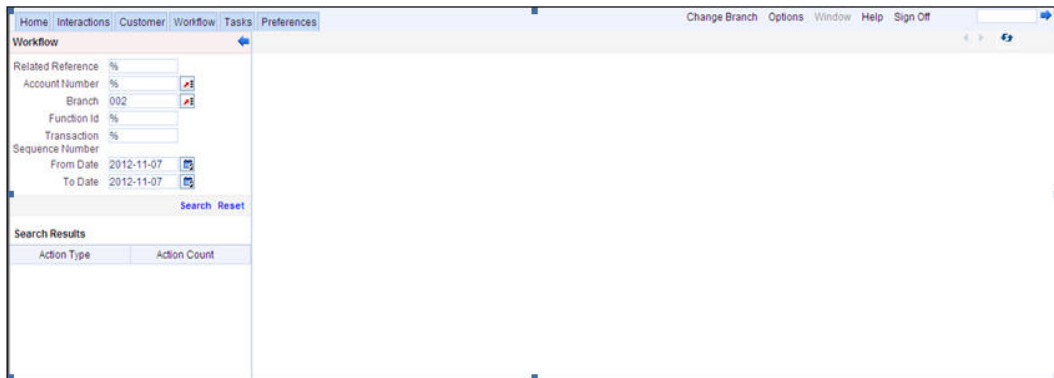 Home Interactions Customer Workflow Tasks Preferences Change Branch Options Window Help Sign Off
Workflow
Related Reference %
Account Number %
Branch 002
Function Id %
Transaction %
Sequence Number
From Date 2012-11-07
To Date 2012-11-07
Search Reset
Search Results
Action Type Action Count